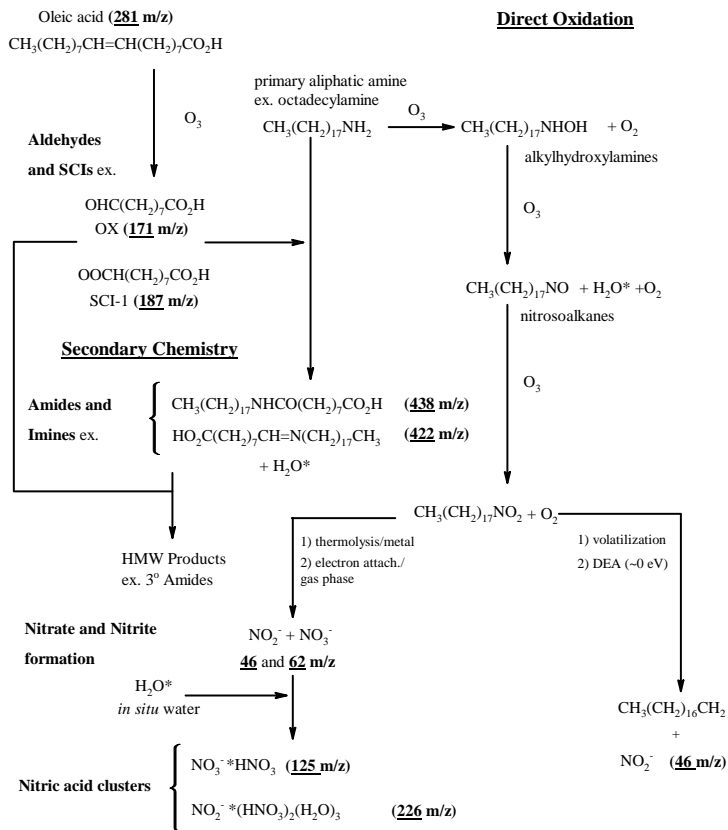 Oleic acid (281 m/z)
CH₃(CH₂)₇CH=CH(CH₂)₇CO₂H
Direct Oxidation
primary aliphatic amine
ex. octadecylamine
O₃
Aldehydes
and SCIs ex.
CH₃(CH₂)₁₇NH₂
O₃
CH₃(CH₂)₁₇NHOH + O₂
alkylhydroxylamines
OHC(CH₂)₇CO₂H
OX (171 m/z)
OOCH(CH₂)₇CO₂H
SCI-1 (187 m/z)
O₃
CH₃(CH₂)₁₇NO + H₂O* +O₂
nitrosoalkanes
Secondary Chemistry
O₃
Amides and
Imines ex.
CH₃(CH₂)₁₇NHCO(CH₂)₇CO₂H (438 m/z)
HO₂C(CH₂)₇CH=N(CH₂)₁₇CH₃ (422 m/z)
+ H₂O*
HMW Products
ex. 3° Amides
CH₃(CH₂)₁₇NO₂ + O₂
1) thermolysis/metal
2) electron attach./
gas phase
1) volatilization
2) DEA (~0 eV)
Nitrate and Nitrite
formation
NO₂⁻ + NO₃⁻
46 and 62 m/z
H₂O*
in situ water
CH₃(CH₂)₁₆CH₂
+
NO₂⁻ (46 m/z)
Nitric acid clusters
NO₃⁻*HNO₃ (125 m/z)
NO₂⁻*(HNO₃)₂(H₂O)₃ (226 m/z)